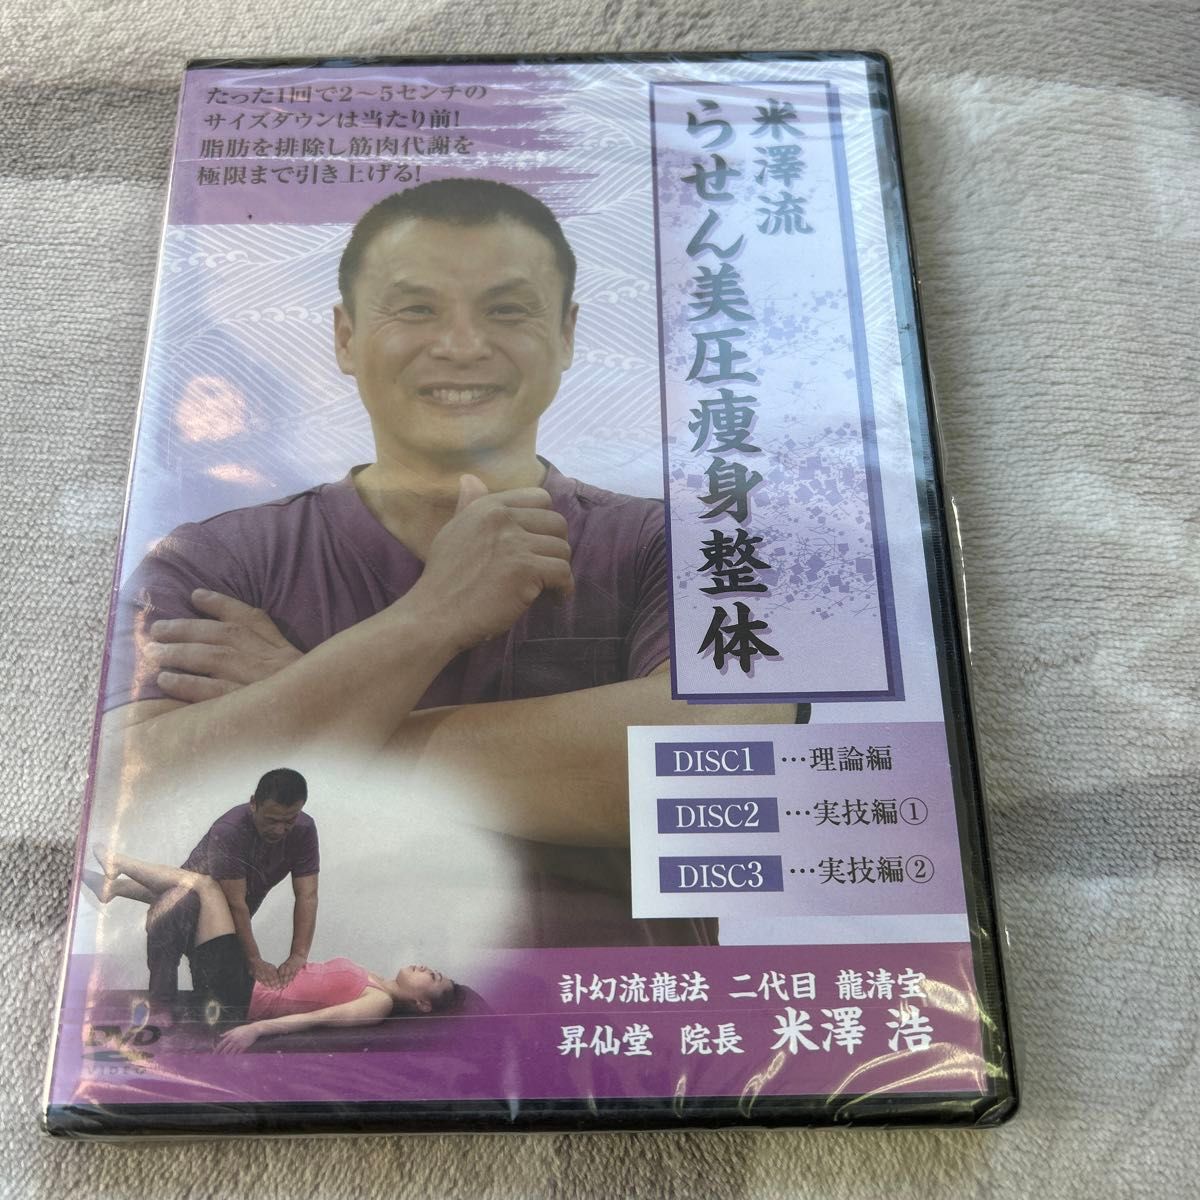 たった1回で2〜5センチの
サイズダウンは当たり前!
脂肪を排除し筋肉代謝を
極限まで引き上げる!
米澤流
らせん美圧痩身整体
DISC1 …理論編
DISC2 …実技編①
DISC3 …実技編②
訃幻流龍法 二代目 龍清宝
昇仙堂 院長 米澤 浩
DVD
VIDEO